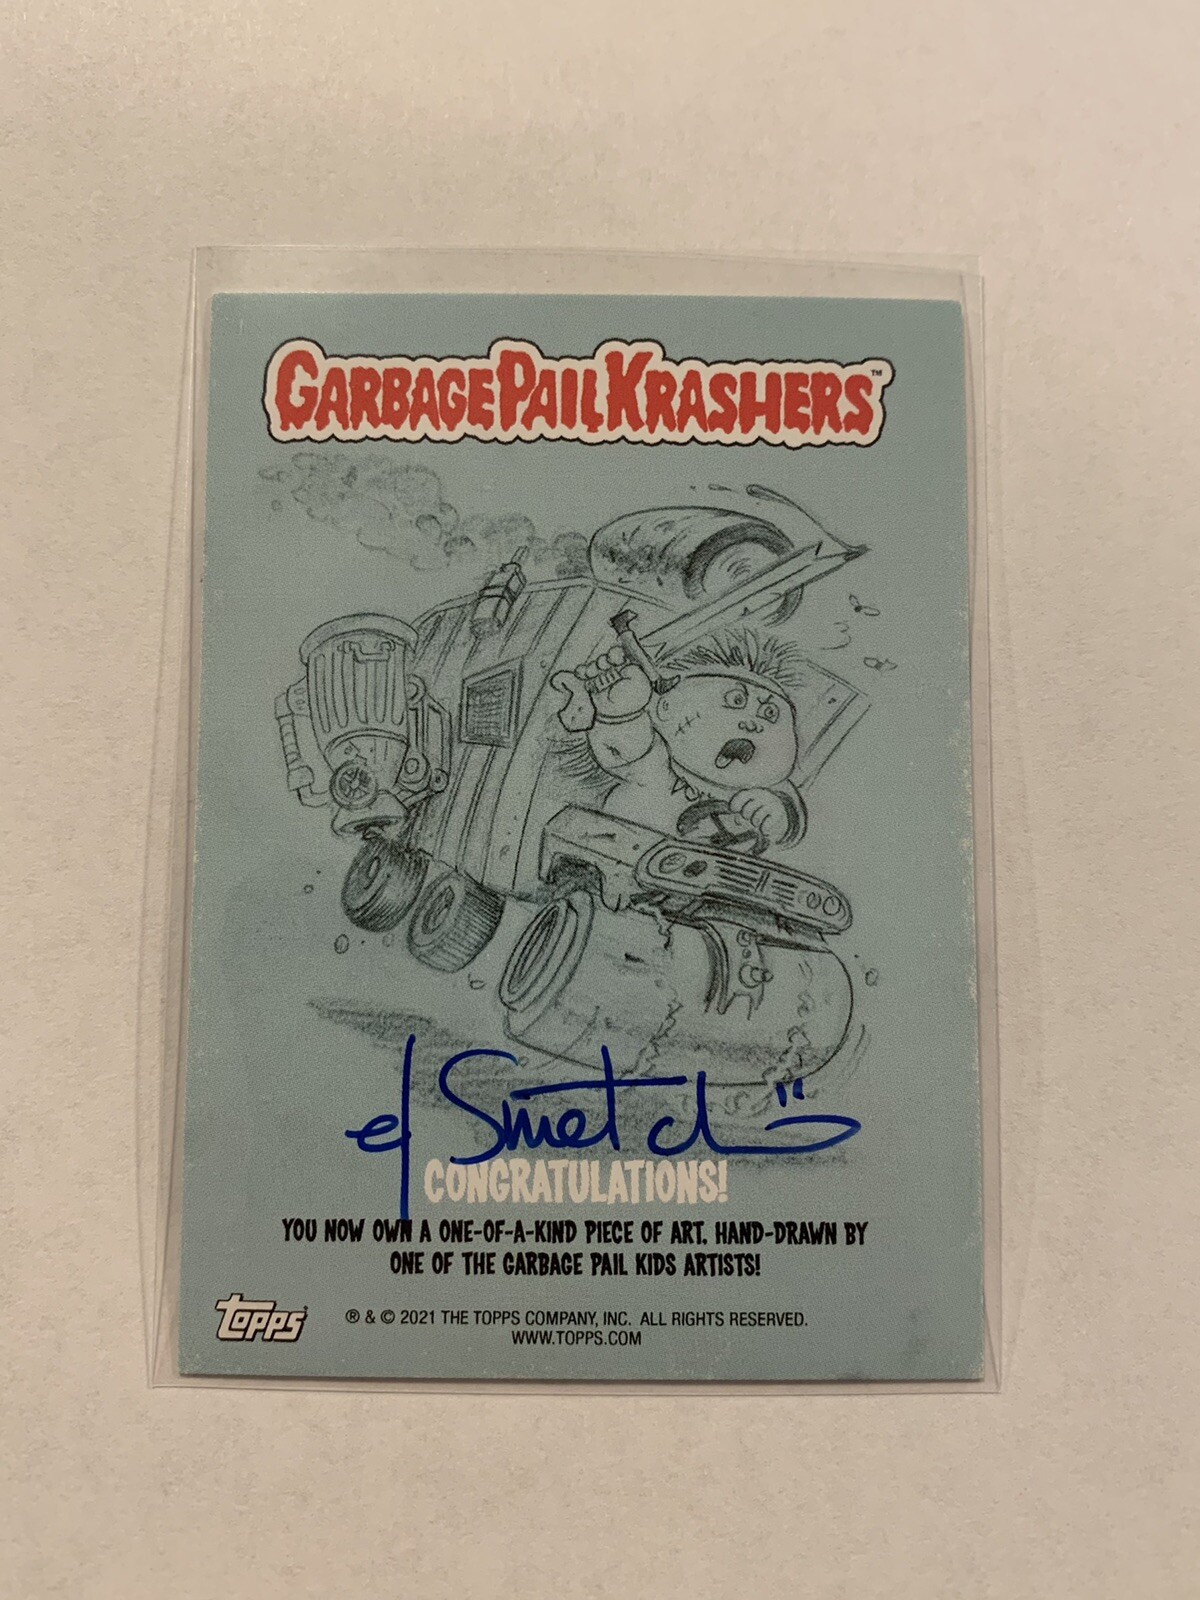 GARBAGE PAIL KRASHERS™
CONGRATULATIONS!
YOU NOW OWN A ONE-OF-A-KIND PIECE OF ART, HAND-DRAWN BY
ONE OF THE GARBAGE PAIL KIDS ARTISTS!
Topps
® & © 2021 THE TOPPS COMPANY, INC. ALL RIGHTS RESERVED.
WWW.TOPPS.COM